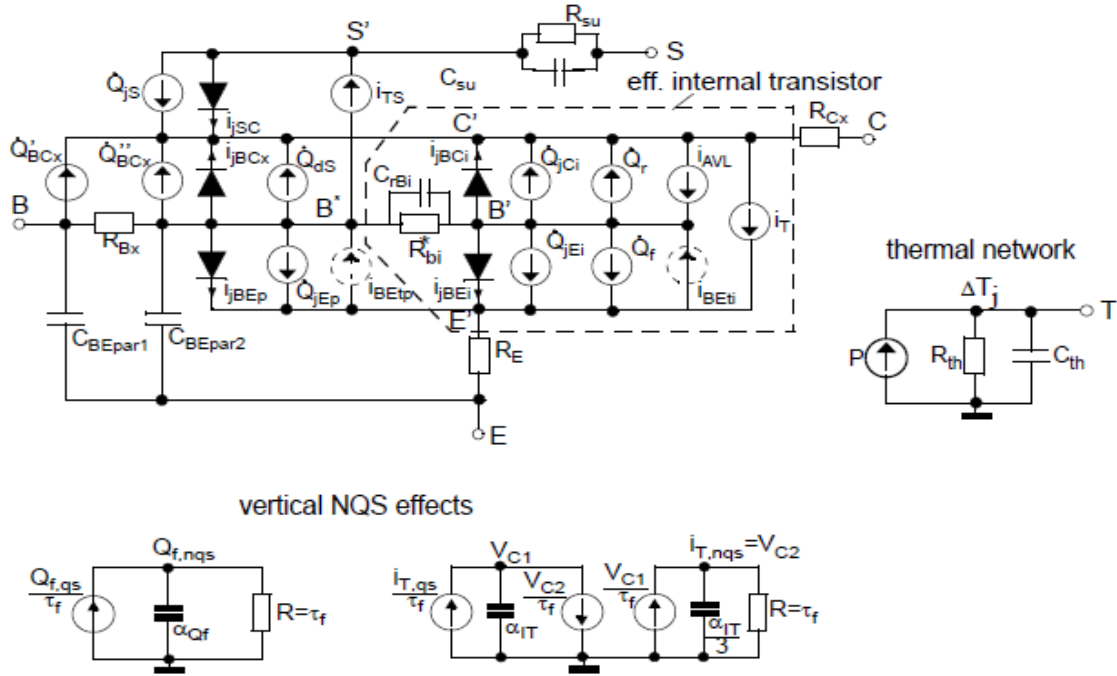 R_su
S'
S
C_su
Q̇_jS
i_TS
eff. internal transistor
i_jSC
C'
R_Cx
C
Q̇'_BCx
Q̇''_BCx
i_jBCx
Q̇_dS
i_jBCi
Q̇_jCi
Q̇_r
i_AVL
C_rBi
B
B*
B'
i_T
R_Bx
R*_bi
Q̇_jEi
Q̇_f
thermal network
i_jBEp
Q̇_jEp
i_BEtp
i_jBEi
i_BEti
ΔT_j
T
E'
C_BEpar1
C_BEpar2
R_E
P
R_th
C_th
E
vertical NQS effects
Q_f,nqs
V_C1
i_T,nqs=V_C2
Q_f,qs/τ_f
i_T,qs/τ_f
V_C2/τ_f
V_C1/τ_f
R=τ_f
R=τ_f
α_Qf
α_IT
α_IT/3